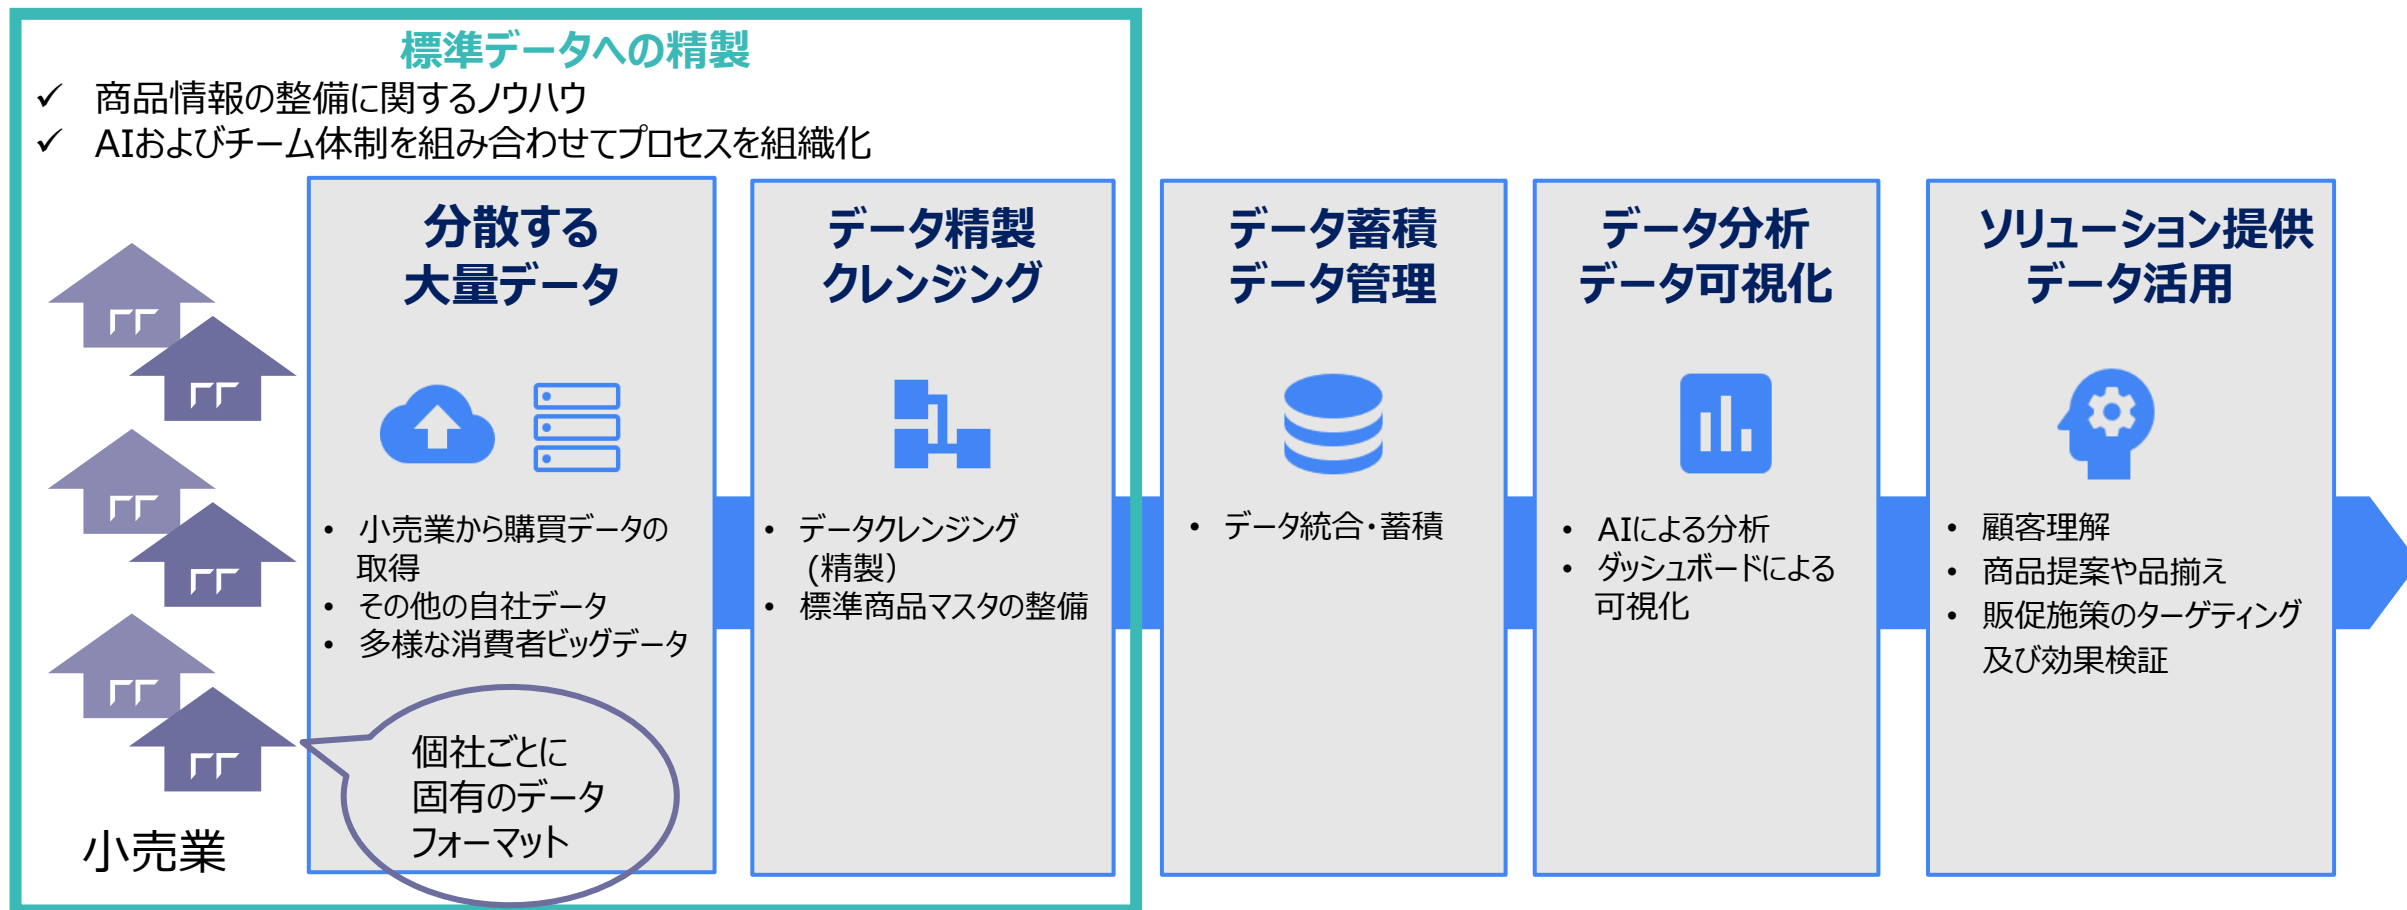 標準データへの精製
✓ 商品情報の整備に関するノウハウ
✓ AIおよびチーム体制を組み合わせてプロセスを組織化
小売業
分散する
大量データ
• 小売業から購買データの
取得
• その他の自社データ
• 多様な消費者ビッグデータ
個社ごとに
固有のデータ
フォーマット
データ精製
クレンジング
• データクレンジング
(精製）
• 標準商品マスタの整備
データ蓄積
データ管理
• データ統合・蓄積
データ分析
データ可視化
• AIによる分析
• ダッシュボードによる
可視化
ソリューション提供
データ活用
• 顧客理解
• 商品提案や品揃え
• 販促施策のターゲティング
及び効果検証